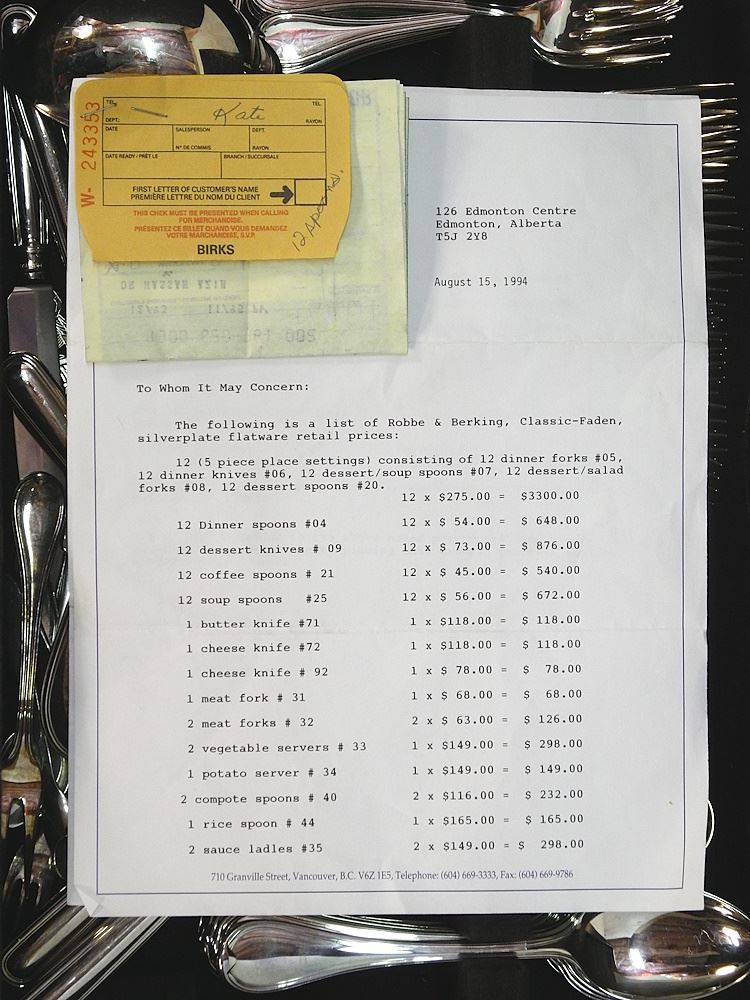 W- 243353
TEL. Kate TEL.
DEPT. RAYON
DATE SALESPERSON DEPT.
N° DE COMMIS RAYON
DATE READY / PRÊT LE BRANCH / SUCCURSALE
FIRST LETTER OF CUSTOMER'S NAME
PREMIÈRE LETTRE DU NOM DU CLIENT
THIS CHECK MUST BE PRESENTED WHEN CALLING
FOR MERCHANDISE.
PRÉSENTEZ CE BILLET QUAND VOUS DEMANDEZ
VOTRE MARCHANDISE, S.V.P.
BIRKS
126 Edmonton Centre
Edmonton, Alberta
T5J 2Y8
August 15, 1994
To Whom It May Concern:
The following is a list of Robbe & Berking, Classic-Faden,
silverplate flatware retail prices:
12 (5 piece place settings) consisting of 12 dinner forks #05,
12 dinner knives #06, 12 dessert/soup spoons #07, 12 dessert/salad
forks #08, 12 dessert spoons #20.
12 x $275.00 = $3300.00
12 Dinner spoons #04 12 x $ 54.00 = $ 648.00
12 dessert knives # 09 12 x $ 73.00 = $ 876.00
12 coffee spoons # 21 12 x $ 45.00 = $ 540.00
12 soup spoons #25 12 x $ 56.00 = $ 672.00
1 butter knife #71 1 x $118.00 = $ 118.00
1 cheese knife #72 1 x $118.00 = $ 118.00
1 cheese knife # 92 1 x $ 78.00 = $ 78.00
1 meat fork # 31 1 x $ 68.00 = $ 68.00
2 meat forks # 32 2 x $ 63.00 = $ 126.00
2 vegetable servers # 33 1 x $149.00 = $ 298.00
1 potato server # 34 1 x $149.00 = $ 149.00
2 compote spoons # 40 2 x $116.00 = $ 232.00
1 rice spoon # 44 1 x $165.00 = $ 165.00
2 sauce ladles #35 2 x $149.00 = $ 298.00
710 Granville Street, Vancouver, B.C. V6Z 1E5, Telephone: (604) 669-3333, Fax: (604) 669-9786